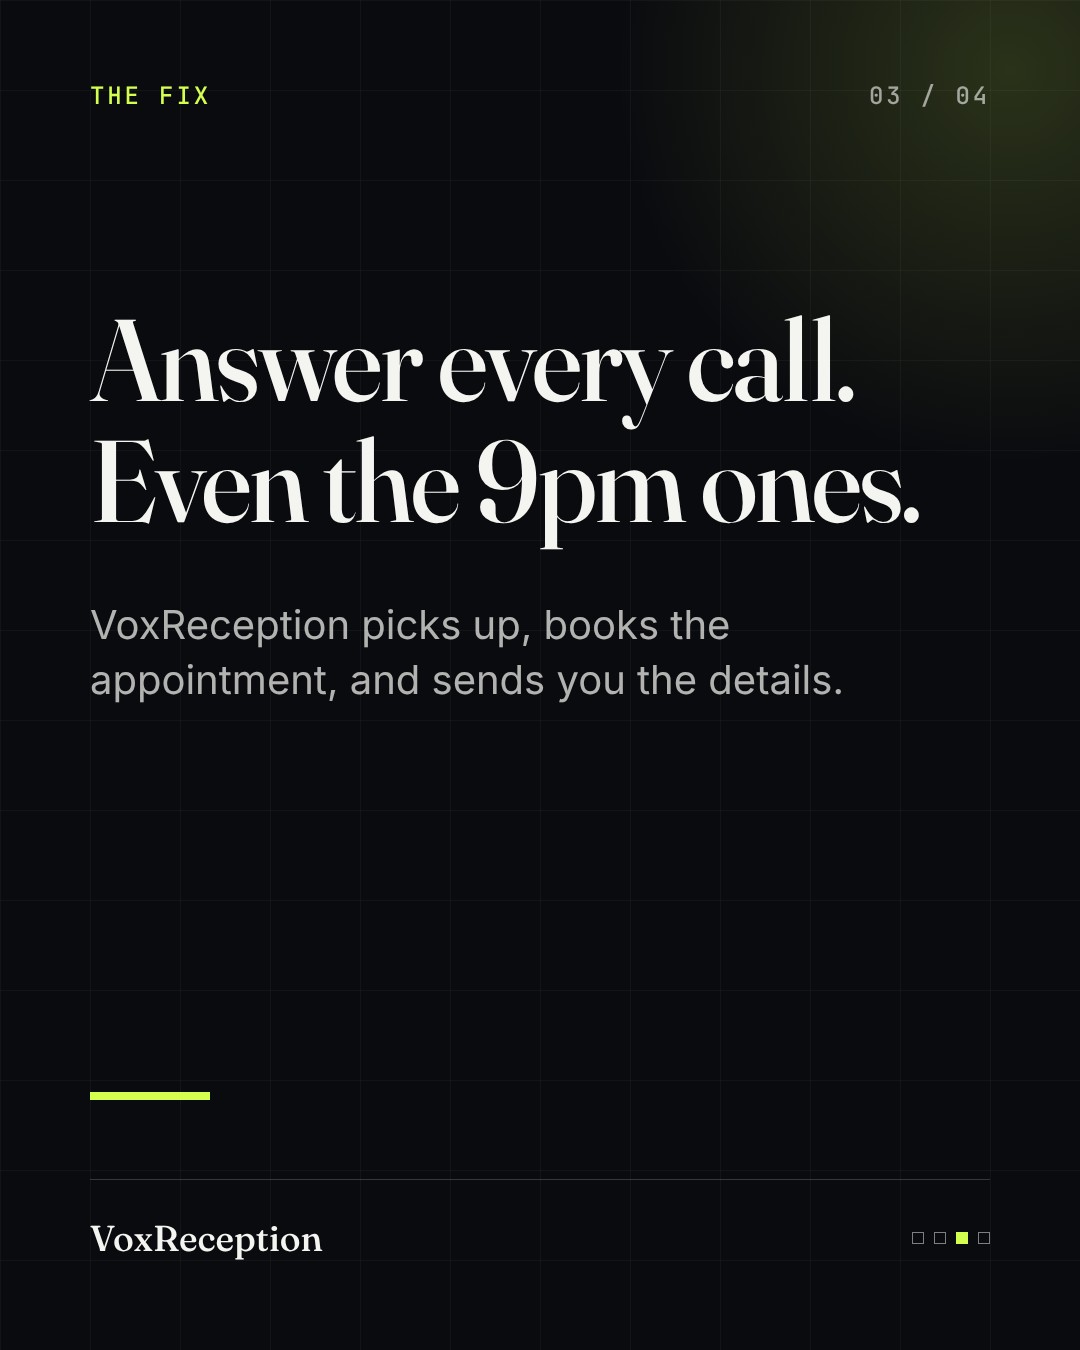 THE FIX
03 / 04
Answer every call.
Even the 9pm ones.
VoxReception picks up, books the
appointment, and sends you the details.
VoxReception